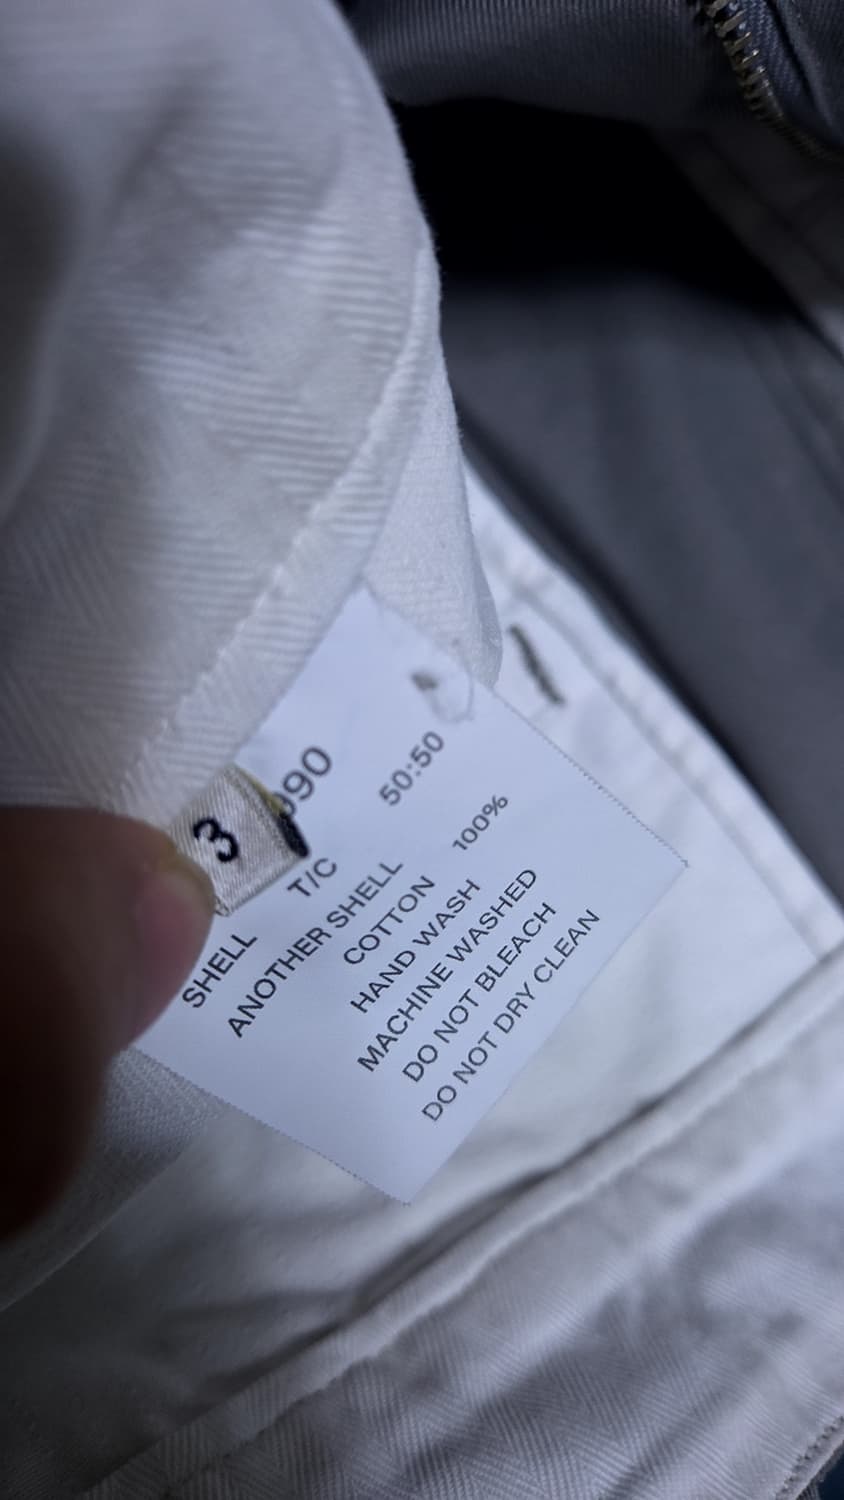 990
3
SHELL T/C 50:50
ANOTHER SHELL
COTTON 100%
HAND WASH
MACHINE WASHED
DO NOT BLEACH
DO NOT DRY CLEAN